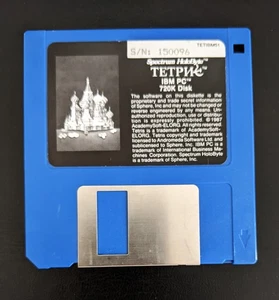 TETIBM51
S/N: 150096
Spectrum HoloByte™
ТЕТРИС™
IBM PC™
720K Disk
The software on this diskette is the
proprietary and trade secret information
of Sphere, Inc and may not be changed or
reverse engineered by any means. Un-
authorized reproduction, use or distribu-
tion is expressly prohibited. © 1987
AcademySoft-ELORG. All rights reserved.
Tetris is a trademark of AcademySoft-
ELORG. Tetris copyright and trademark
licensed to Andromeda Software Ltd and
sublicensed to Sphere, Inc. IBM PC is a
trademark of International Business Ma-
chines Corporation. Spectrum HoloByte
is a trademark of Sphere, Inc.